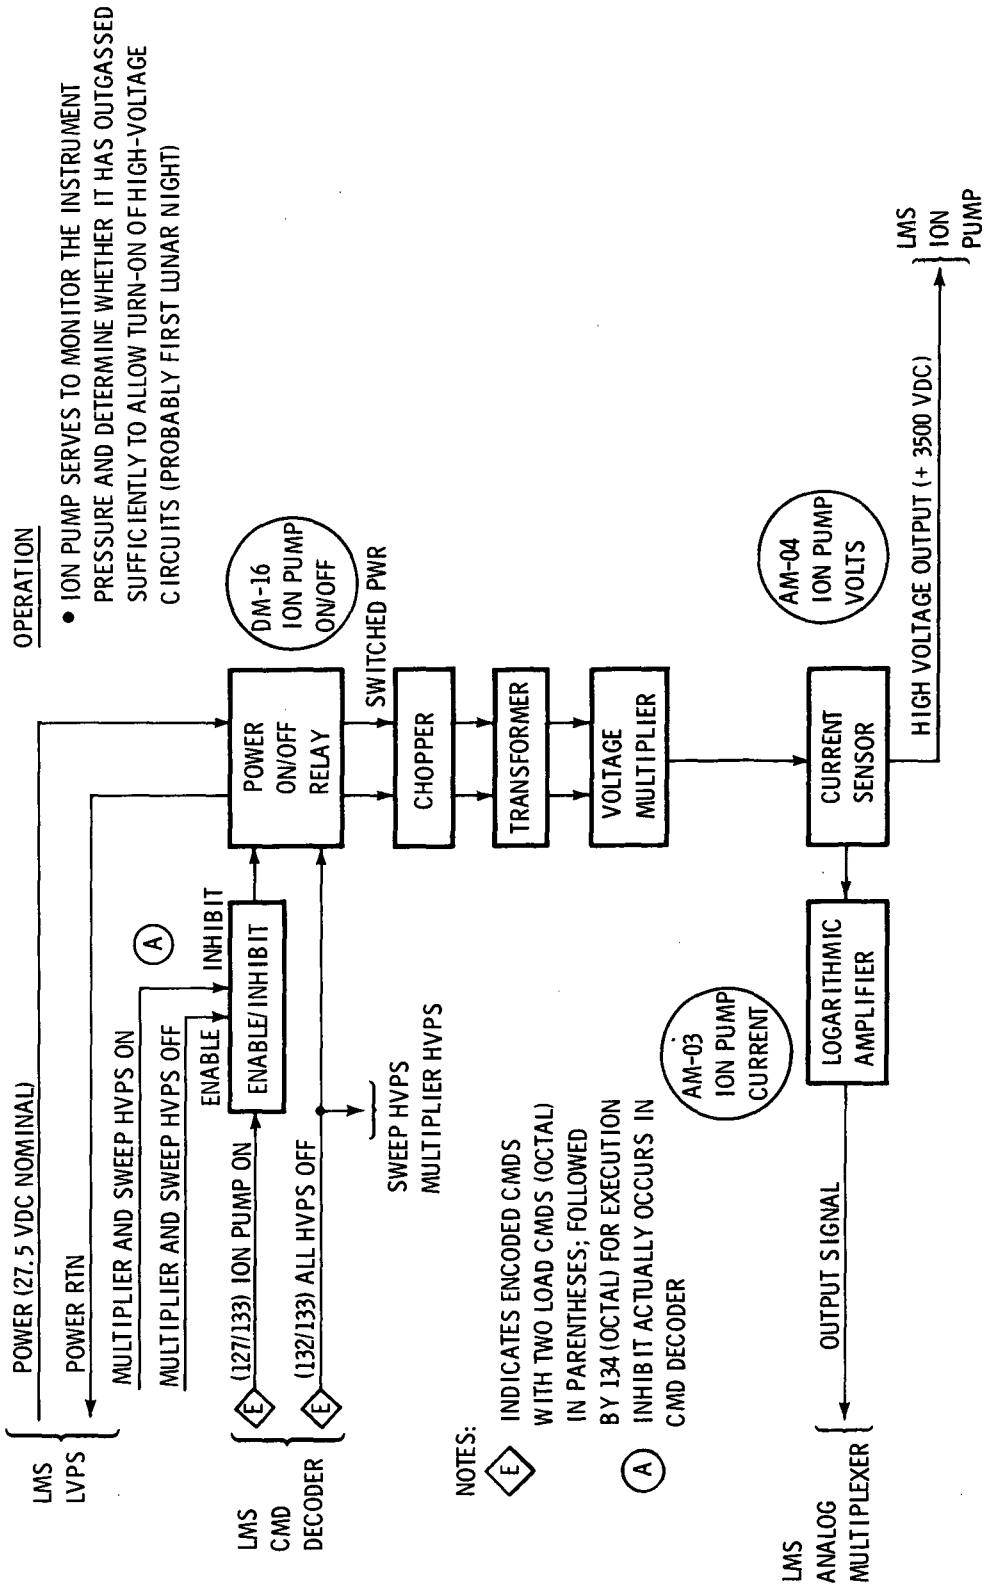 OPERATION
• ION PUMP SERVES TO MONITOR THE INSTRUMENT
PRESSURE AND DETERMINE WHETHER IT HAS OUTGASSED
SUFFICIENTLY TO ALLOW TURN-ON OF HIGH-VOLTAGE
CIRCUITS (PROBABLY FIRST LUNAR NIGHT)
LMS
LVPS
POWER (27.5 VDC NOMINAL)
POWER RTN
MULTIPLIER AND SWEEP HVPS ON
MULTIPLIER AND SWEEP HVPS OFF
A
ENABLE
INHIBIT
ENABLE/INHIBIT
LMS
CMD
DECODER
E
(127/133) ION PUMP ON
E
(132/133) ALL HVPS OFF
SWEEP HVPS
MULTIPLIER HVPS
POWER
ON/OFF
RELAY
DM-16
ION PUMP
ON/OFF
SWITCHED PWR
CHOPPER
TRANSFORMER
VOLTAGE
MULTIPLIER
NOTES:
E
INDICATES ENCODED CMDS
WITH TWO LOAD CMDS (OCTAL)
IN PARENTHESES; FOLLOWED
BY 134 (OCTAL) FOR EXECUTION
A
INHIBIT ACTUALLY OCCURS IN
CMD DECODER
AM-03
ION PUMP
CURRENT
AM-04
ION PUMP
VOLTS
LMS
ANALOG
MULTIPLEXER
OUTPUT SIGNAL
LOGARITHMIC
AMPLIFIER
CURRENT
SENSOR
HIGH VOLTAGE OUTPUT (+ 3500 VDC)
LMS
ION
PUMP